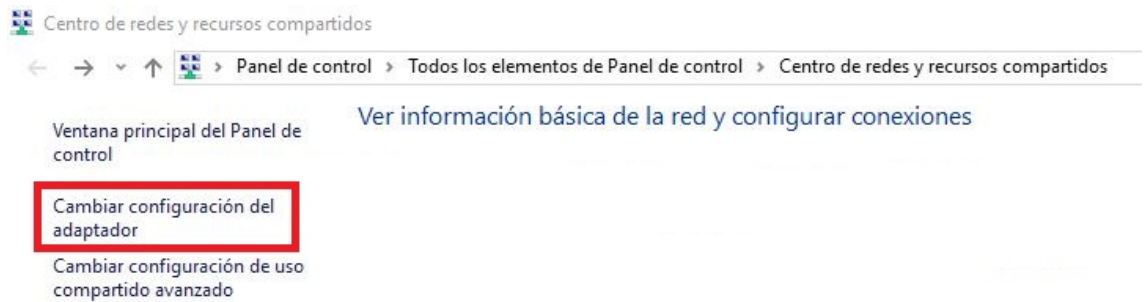 Centro de redes y recursos compartidos
Panel de control > Todos los elementos de Panel de control > Centro de redes y recursos compartidos
Ver información básica de la red y configurar conexiones
Ventana principal del Panel de
control
Cambiar configuración del
adaptador
Cambiar configuración de uso
compartido avanzado